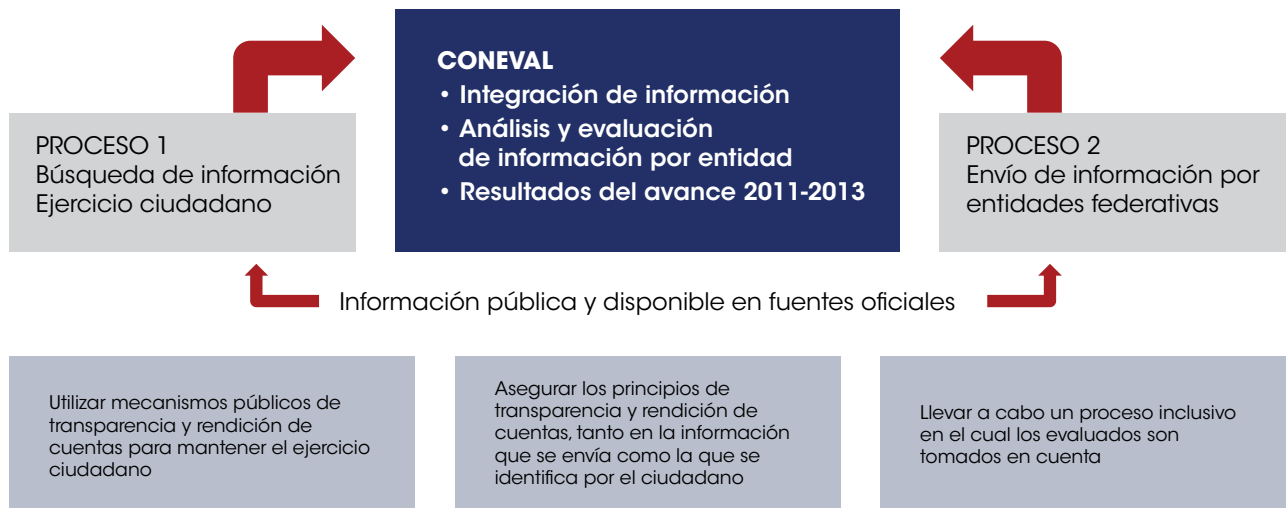 CONEVAL
• Integración de información
• Análisis y evaluación
de información por entidad
• Resultados del avance 2011-2013
PROCESO 1
Búsqueda de información
Ejercicio ciudadano
PROCESO 2
Envío de información por
entidades federativas
Información pública y disponible en fuentes oficiales
Utilizar mecanismos públicos de
transparencia y rendición de
cuentas para mantener el ejercicio
ciudadano
Asegurar los principios de
transparencia y rendición de
cuentas, tanto en la información
que se envía como la que se
identifica por el ciudadano
Llevar a cabo un proceso inclusivo
en el cual los evaluados son
tomados en cuenta